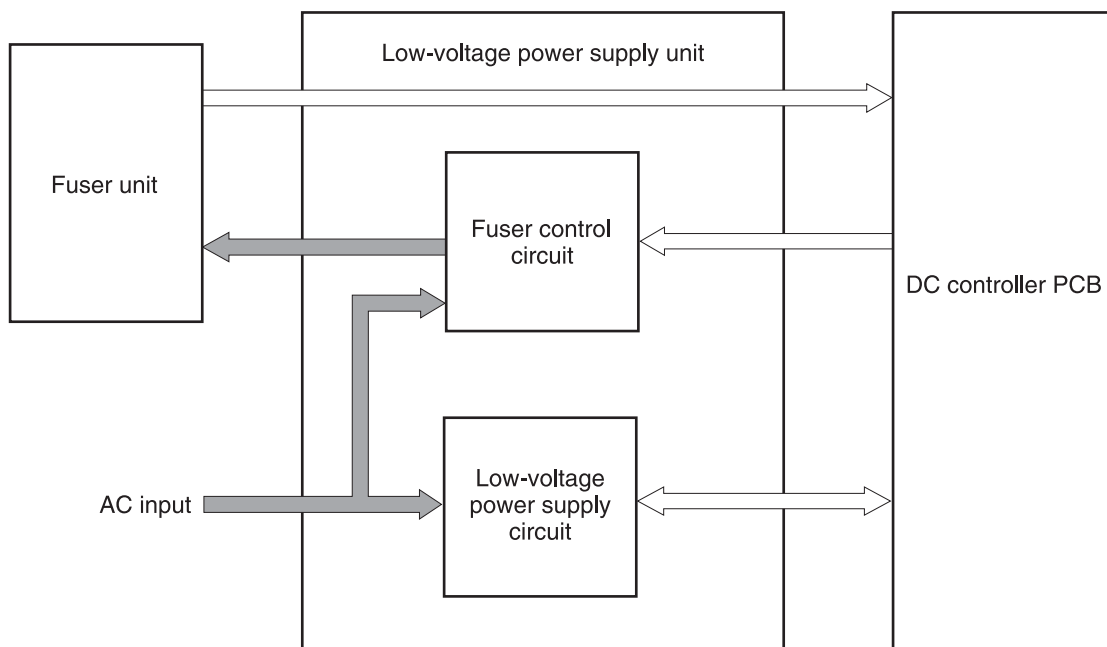 Low-voltage power supply unit
Fuser unit
Fuser control
circuit
DC controller PCB
Low-voltage
power supply
circuit
AC input